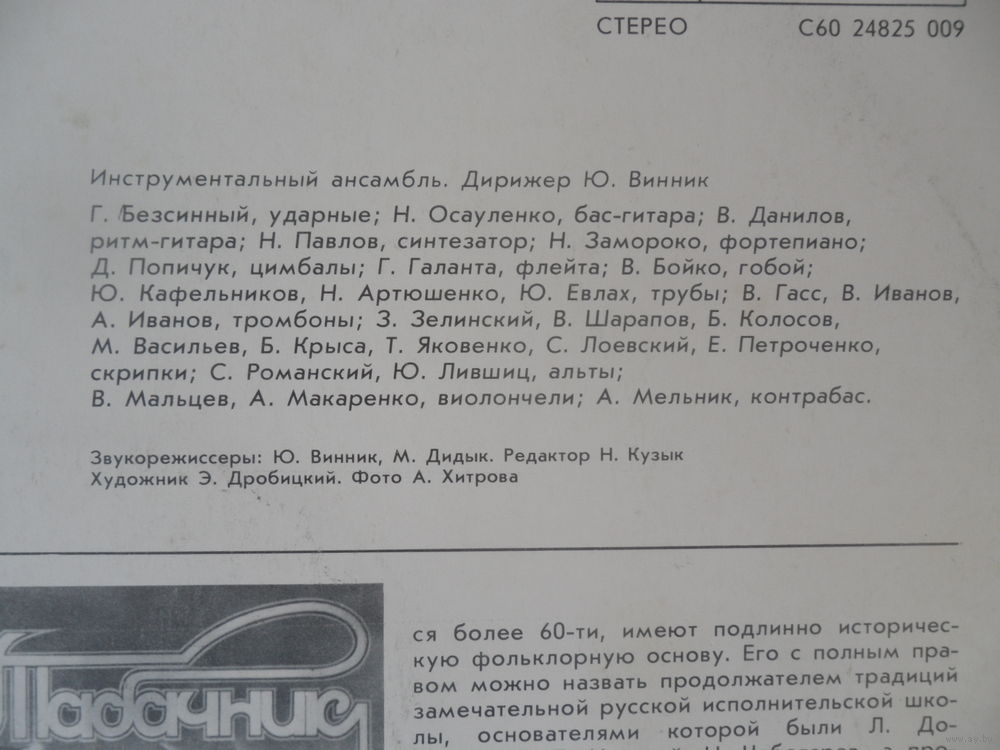 СТЕРЕО С60 24825 009
Инструментальный ансамбль. Дирижер Ю. Винник
Г. Безсинный, ударные; Н. Осауленко, бас-гитара; В. Данилов,
ритм-гитара; Н. Павлов, синтезатор; Н. Замороко, фортепиано;
Д. Попичук, цимбалы; Г. Галанта, флейта; В. Бойко, гобой;
Ю. Кафельников, Н. Артюшенко, Ю. Евлах, трубы; В. Гасс, В. Иванов,
А. Иванов, тромбоны; З. Зелинский, В. Шарапов, Б. Колосов,
М. Васильев, Б. Крыса, Т. Яковенко, С. Лоевский, Е. Петроченко,
скрипки; С. Романский, Ю. Лившиц, альты;
В. Мальцев, А. Макаренко, виолончели; А. Мельник, контрабас.
Звукорежиссеры: Ю. Винник, М. Дидык. Редактор Н. Кузык
Художник Э. Дробицкий. Фото А. Хитрова
Табачник
ся более 60-ти, имеют подлинно историчес-
кую фольклорную основу. Его с полным пра-
вом можно назвать продолжателем традиций
замечательной русской исполнительской шко-
лы, основателями которой были Л. До-